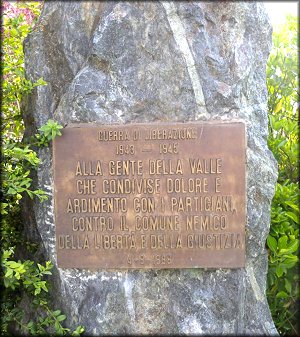 GUERRA DI LIBERAZIONE
1943 - 1945
ALLA GENTE DELLA VALLE
CHE CONDIVISE DOLORE E
ARDIMENTO CON I PARTIGIANI
CONTRO IL COMUNE NEMICO
DELLA LIBERTÀ E DELLA GIUSTIZIA